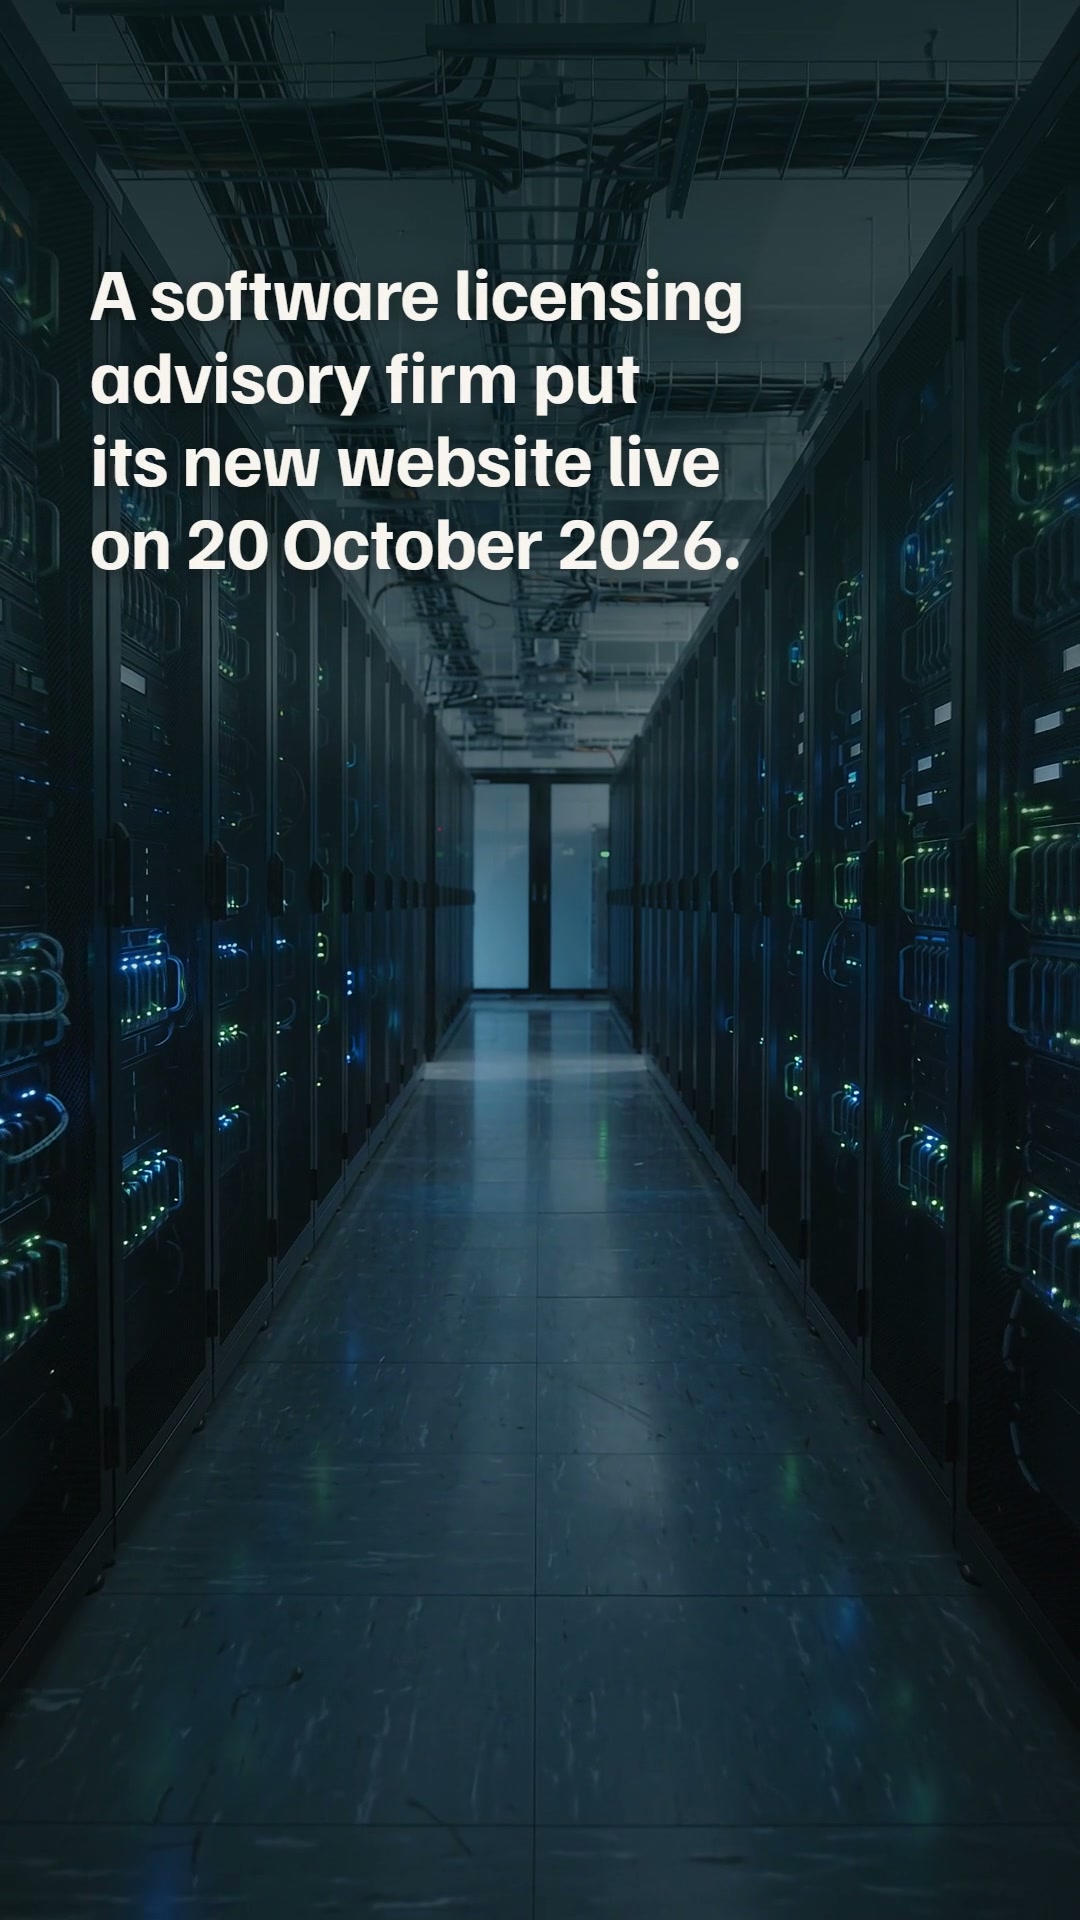 A software licensing
advisory firm put
its new website live
on 20 October 2026.